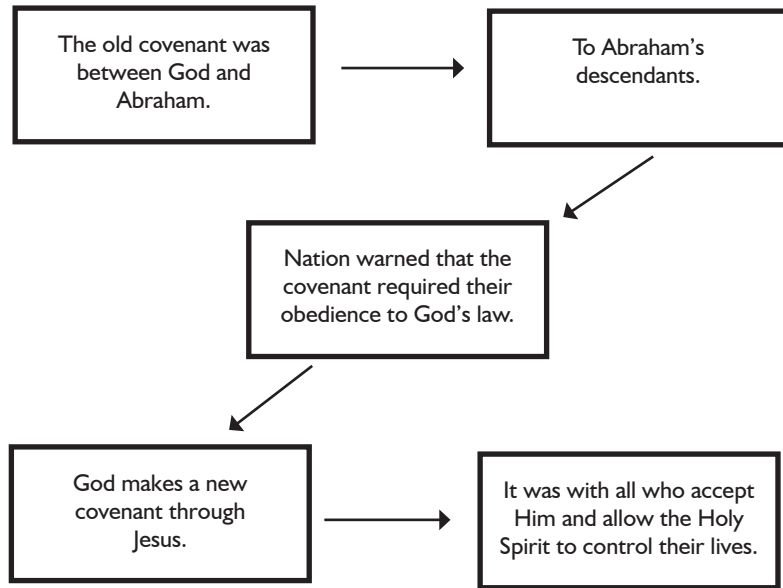 The old covenant was
between God and
Abraham.
To Abraham’s
descendants.
Nation warned that the
covenant required their
obedience to God’s law.
God makes a new
covenant through
Jesus.
It was with all who accept
Him and allow the Holy
Spirit to control their lives.